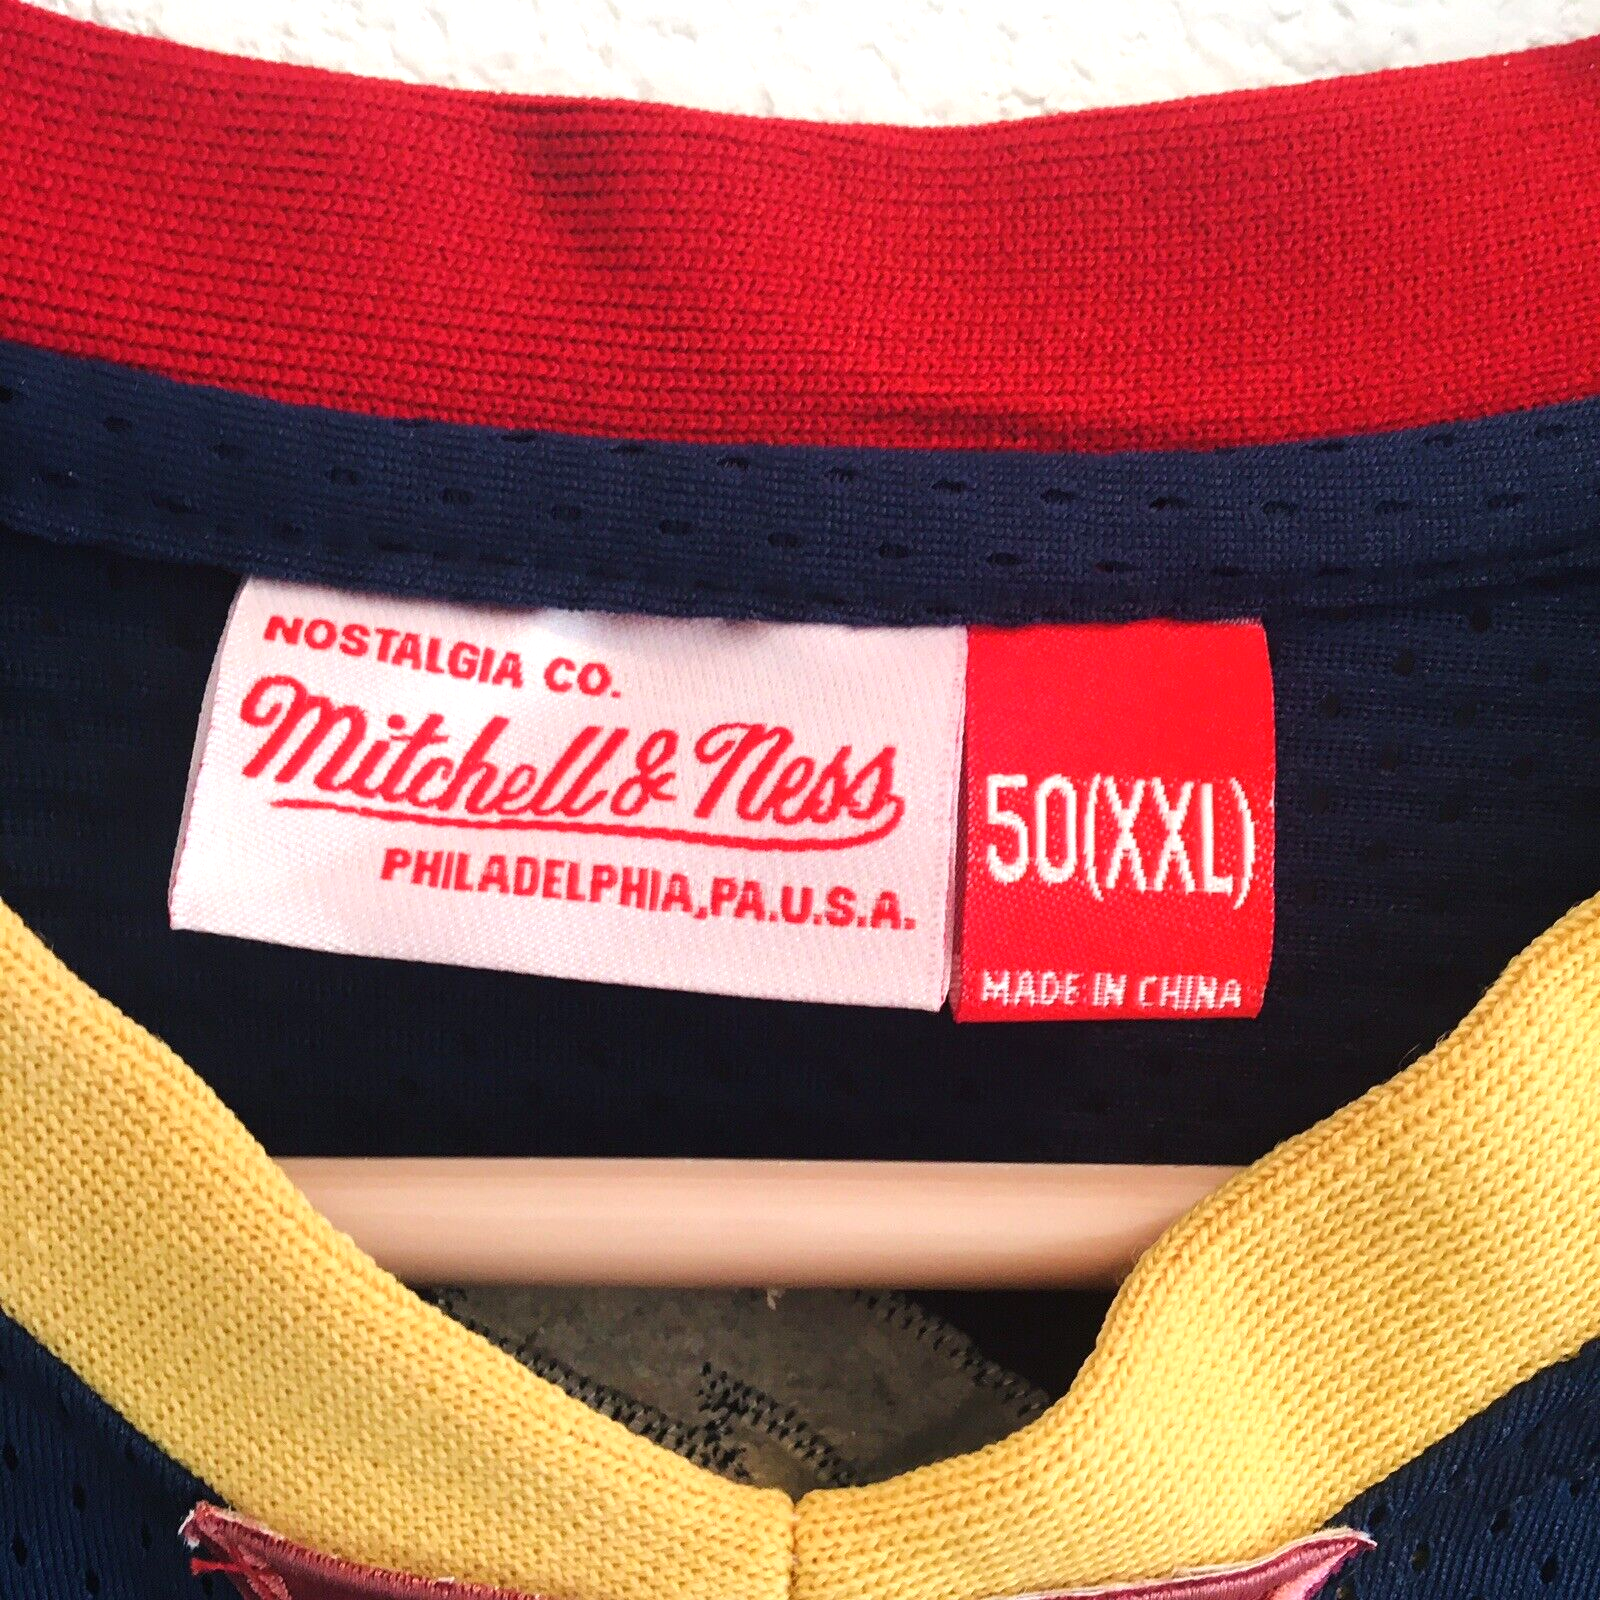 NOSTALGIA CO.
Mitchell & Ness
PHILADELPHIA, PA. U.S.A.
50(XXL)
MADE IN CHINA